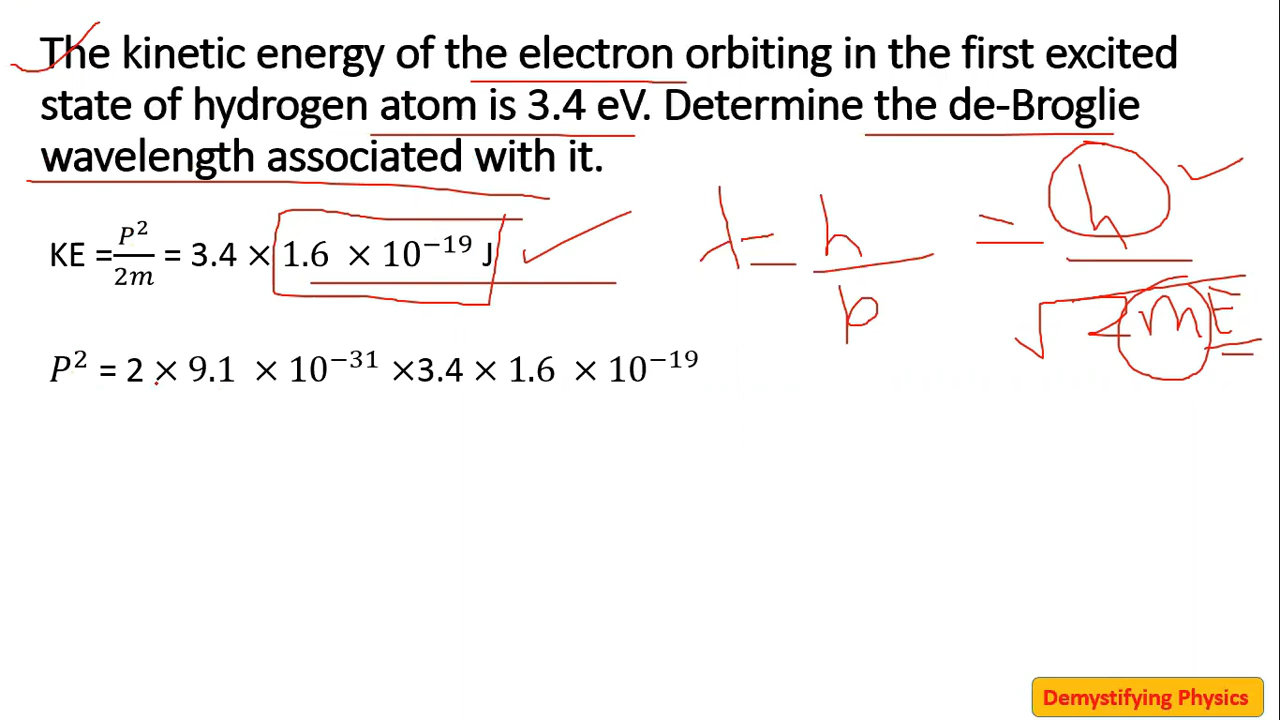 The kinetic energy of the electron orbiting in the first excited
state of hydrogen atom is 3.4 eV. Determine the de-Broglie
wavelength associated with it.
KE = P²/2m = 3.4 × 1.6 × 10⁻¹⁹ J
λ = h/p = h/√2mE
P² = 2 × 9.1 × 10⁻³¹ ×3.4 × 1.6 × 10⁻¹⁹
Demystifying Physics